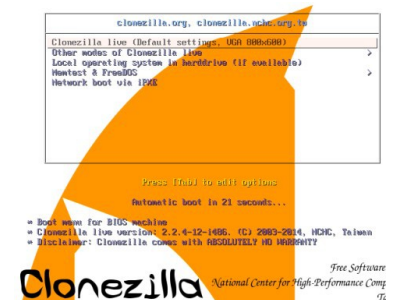 clonezilla.org, clonezilla.nchc.org.tw
Clonezilla live (Default settings, VGA 800x600)
Other modes of Clonezilla live >
Local operating system in harddrive (if available)
Memtest & FreeDOS >
Network boot via iPXE
Press [Tab] to edit options
Automatic boot in 21 seconds...
* Boot menu for BIOS machine
* Clonezilla live version: 2.2.4-12-i486. (C) 2003-2014, NCHC, Taiwan
* Disclaimer: Clonezilla comes with ABSOLUTELY NO WARRANTY
Free Software
Clonezilla
National Center for High-Performance Comp